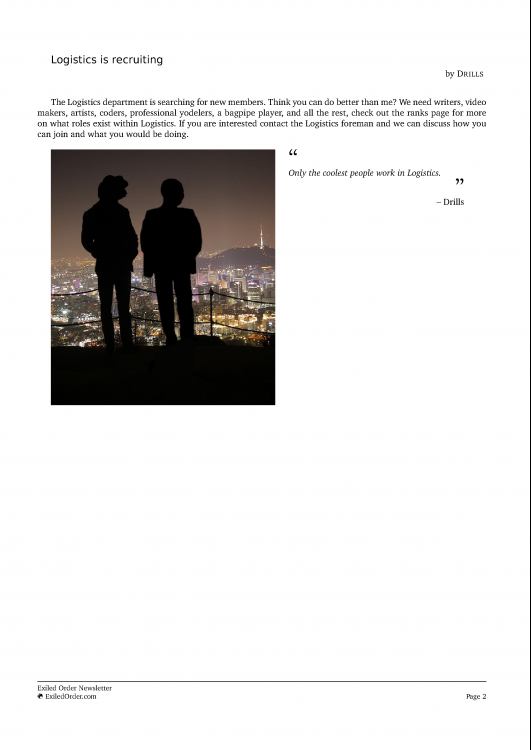 Logistics is recruiting
by DRILLS
The Logistics department is searching for new members. Think you can do better than me? We need writers, video
makers, artists, coders, professional yodelers, a bagpipe player, and all the rest, check out the ranks page for more
on what roles exist within Logistics. If you are interested contact the Logistics foreman and we can discuss how you
can join and what you would be doing.
“
Only the coolest people work in Logistics.
”
– Drills
Exiled Order Newsletter
ExiledOrder.com
Page 2